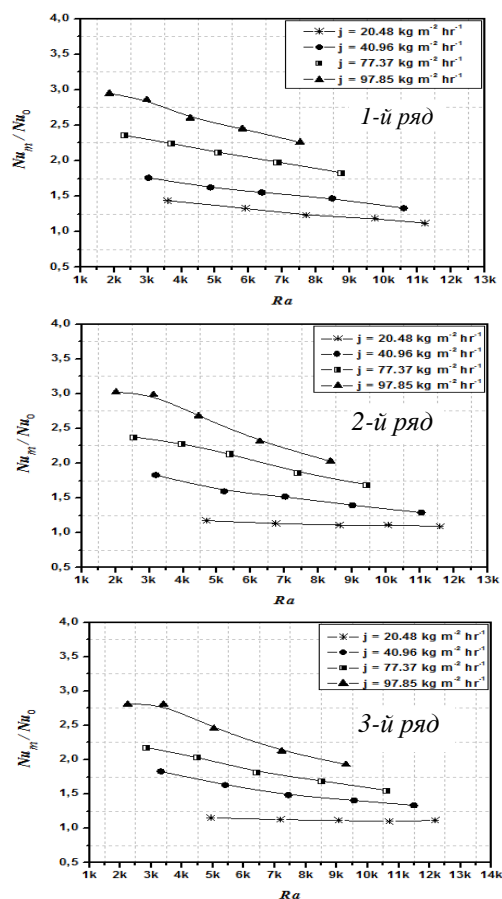 4,0
3,5
3,0
2,5
2,0
1,5
1,0
0,5
Nu_m / Nu_0
j = 20.48 kg m⁻² hr⁻¹
j = 40.96 kg m⁻² hr⁻¹
j = 77.37 kg m⁻² hr⁻¹
j = 97.85 kg m⁻² hr⁻¹
1-й ряд
1k 2k 3k 4k 5k 6k 7k 8k 9k 10k 11k 12k 13k
Ra
4,0
3,5
3,0
2,5
2,0
1,5
1,0
0,5
Nu_m / Nu_0
j = 20.48 kg m⁻² hr⁻¹
j = 40.96 kg m⁻² hr⁻¹
j = 77.37 kg m⁻² hr⁻¹
j = 97.85 kg m⁻² hr⁻¹
2-й ряд
1k 2k 3k 4k 5k 6k 7k 8k 9k 10k 11k 12k 13k
Ra
4,0
3,5
3,0
2,5
2,0
1,5
1,0
0,5
Nu_m / Nu_0
j = 20.48 kg m⁻² hr⁻¹
j = 40.96 kg m⁻² hr⁻¹
j = 77.37 kg m⁻² hr⁻¹
j = 97.85 kg m⁻² hr⁻¹
3-й ряд
1k 2k 3k 4k 5k 6k 7k 8k 9k 10k 11k 12k 13k 14k
Ra